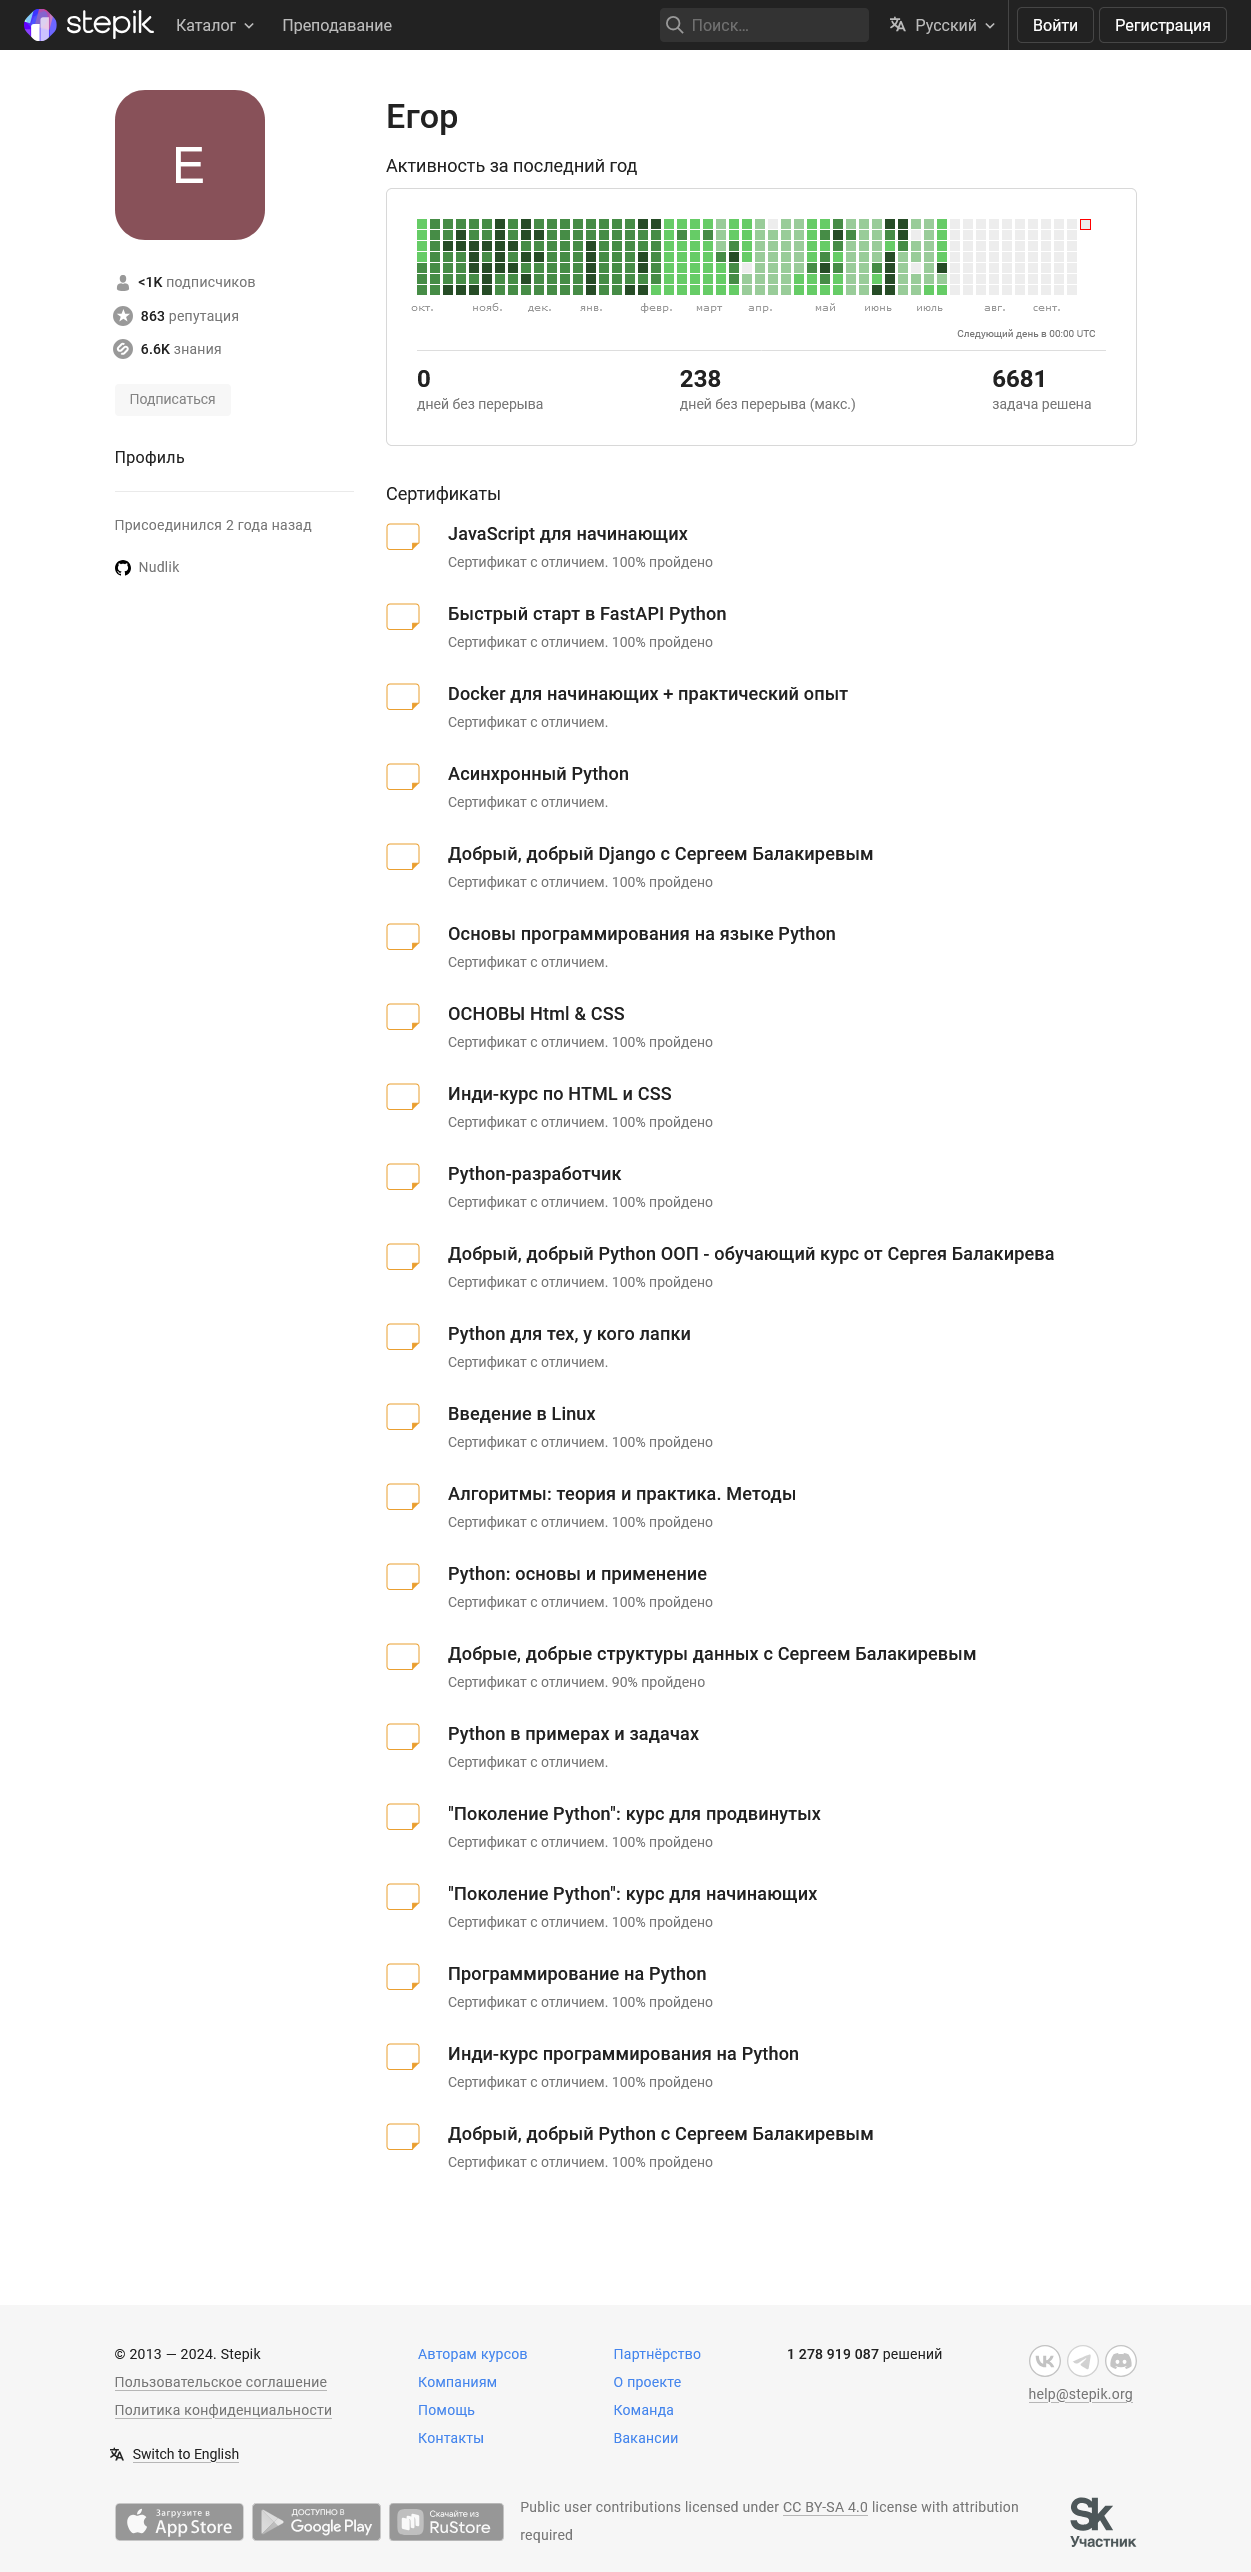 stepik Каталог Преподавание Поиск... Русский Войти Регистрация
E
<1K подписчиков
863 репутация
6.6K знания
Подписаться
Профиль
Присоединился 2 года назад
Nudlik
Егор
Активность за последний год
окт. нояб. дек. янв. февр. март апр. май июнь июль авг. сент.
Следующий день в 00:00 UTC
0 238 6681
дней без перерыва дней без перерыва (макс.) задача решена
Сертификаты
JavaScript для начинающих
Сертификат с отличием. 100% пройдено
Быстрый старт в FastAPI Python
Сертификат с отличием. 100% пройдено
Docker для начинающих + практический опыт
Сертификат с отличием.
Асинхронный Python
Сертификат с отличием.
Добрый, добрый Django с Сергеем Балакиревым
Сертификат с отличием. 100% пройдено
Основы программирования на языке Python
Сертификат с отличием.
ОСНОВЫ Html & CSS
Сертификат с отличием. 100% пройдено
Инди-курс по HTML и CSS
Сертификат с отличием. 100% пройдено
Python-разработчик
Сертификат с отличием. 100% пройдено
Добрый, добрый Python ООП - обучающий курс от Сергея Балакирева
Сертификат с отличием. 100% пройдено
Python для тех, у кого лапки
Сертификат с отличием.
Введение в Linux
Сертификат с отличием. 100% пройдено
Алгоритмы: теория и практика. Методы
Сертификат с отличием. 100% пройдено
Python: основы и применение
Сертификат с отличием. 100% пройдено
Добрые, добрые структуры данных с Сергеем Балакиревым
Сертификат с отличием. 90% пройдено
Python в примерах и задачах
Сертификат с отличием.
"Поколение Python": курс для продвинутых
Сертификат с отличием. 100% пройдено
"Поколение Python": курс для начинающих
Сертификат с отличием. 100% пройдено
Программирование на Python
Сертификат с отличием. 100% пройдено
Инди-курс программирования на Python
Сертификат с отличием. 100% пройдено
Добрый, добрый Python с Сергеем Балакиревым
Сертификат с отличием. 100% пройдено
© 2013 — 2024. Stepik
Пользовательское соглашение
Политика конфиденциальности
Switch to English
Авторам курсов
Компаниям
Помощь
Контакты
Партнёрство
О проекте
Команда
Вакансии
1 278 919 087 решений
help@stepik.org
Загрузите в
App Store
ДОСТУПНО В
Google Play
Скачайте из
RuStore
Public user contributions licensed under CC BY-SA 4.0 license with attribution
required
Sk
Участник